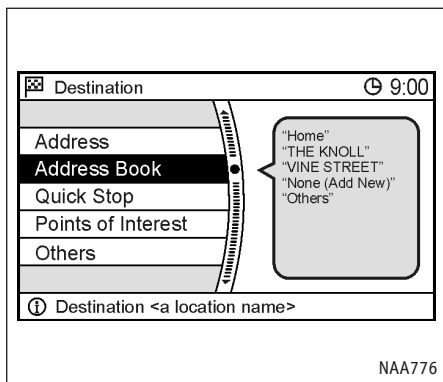 Destination
9:00
Address
Address Book
Quick Stop
Points of Interest
Others
“Home”
“THE KNOLL”
“VINE STREET”
“None (Add New)”
“Others”
Destination <a location name>
NAA776